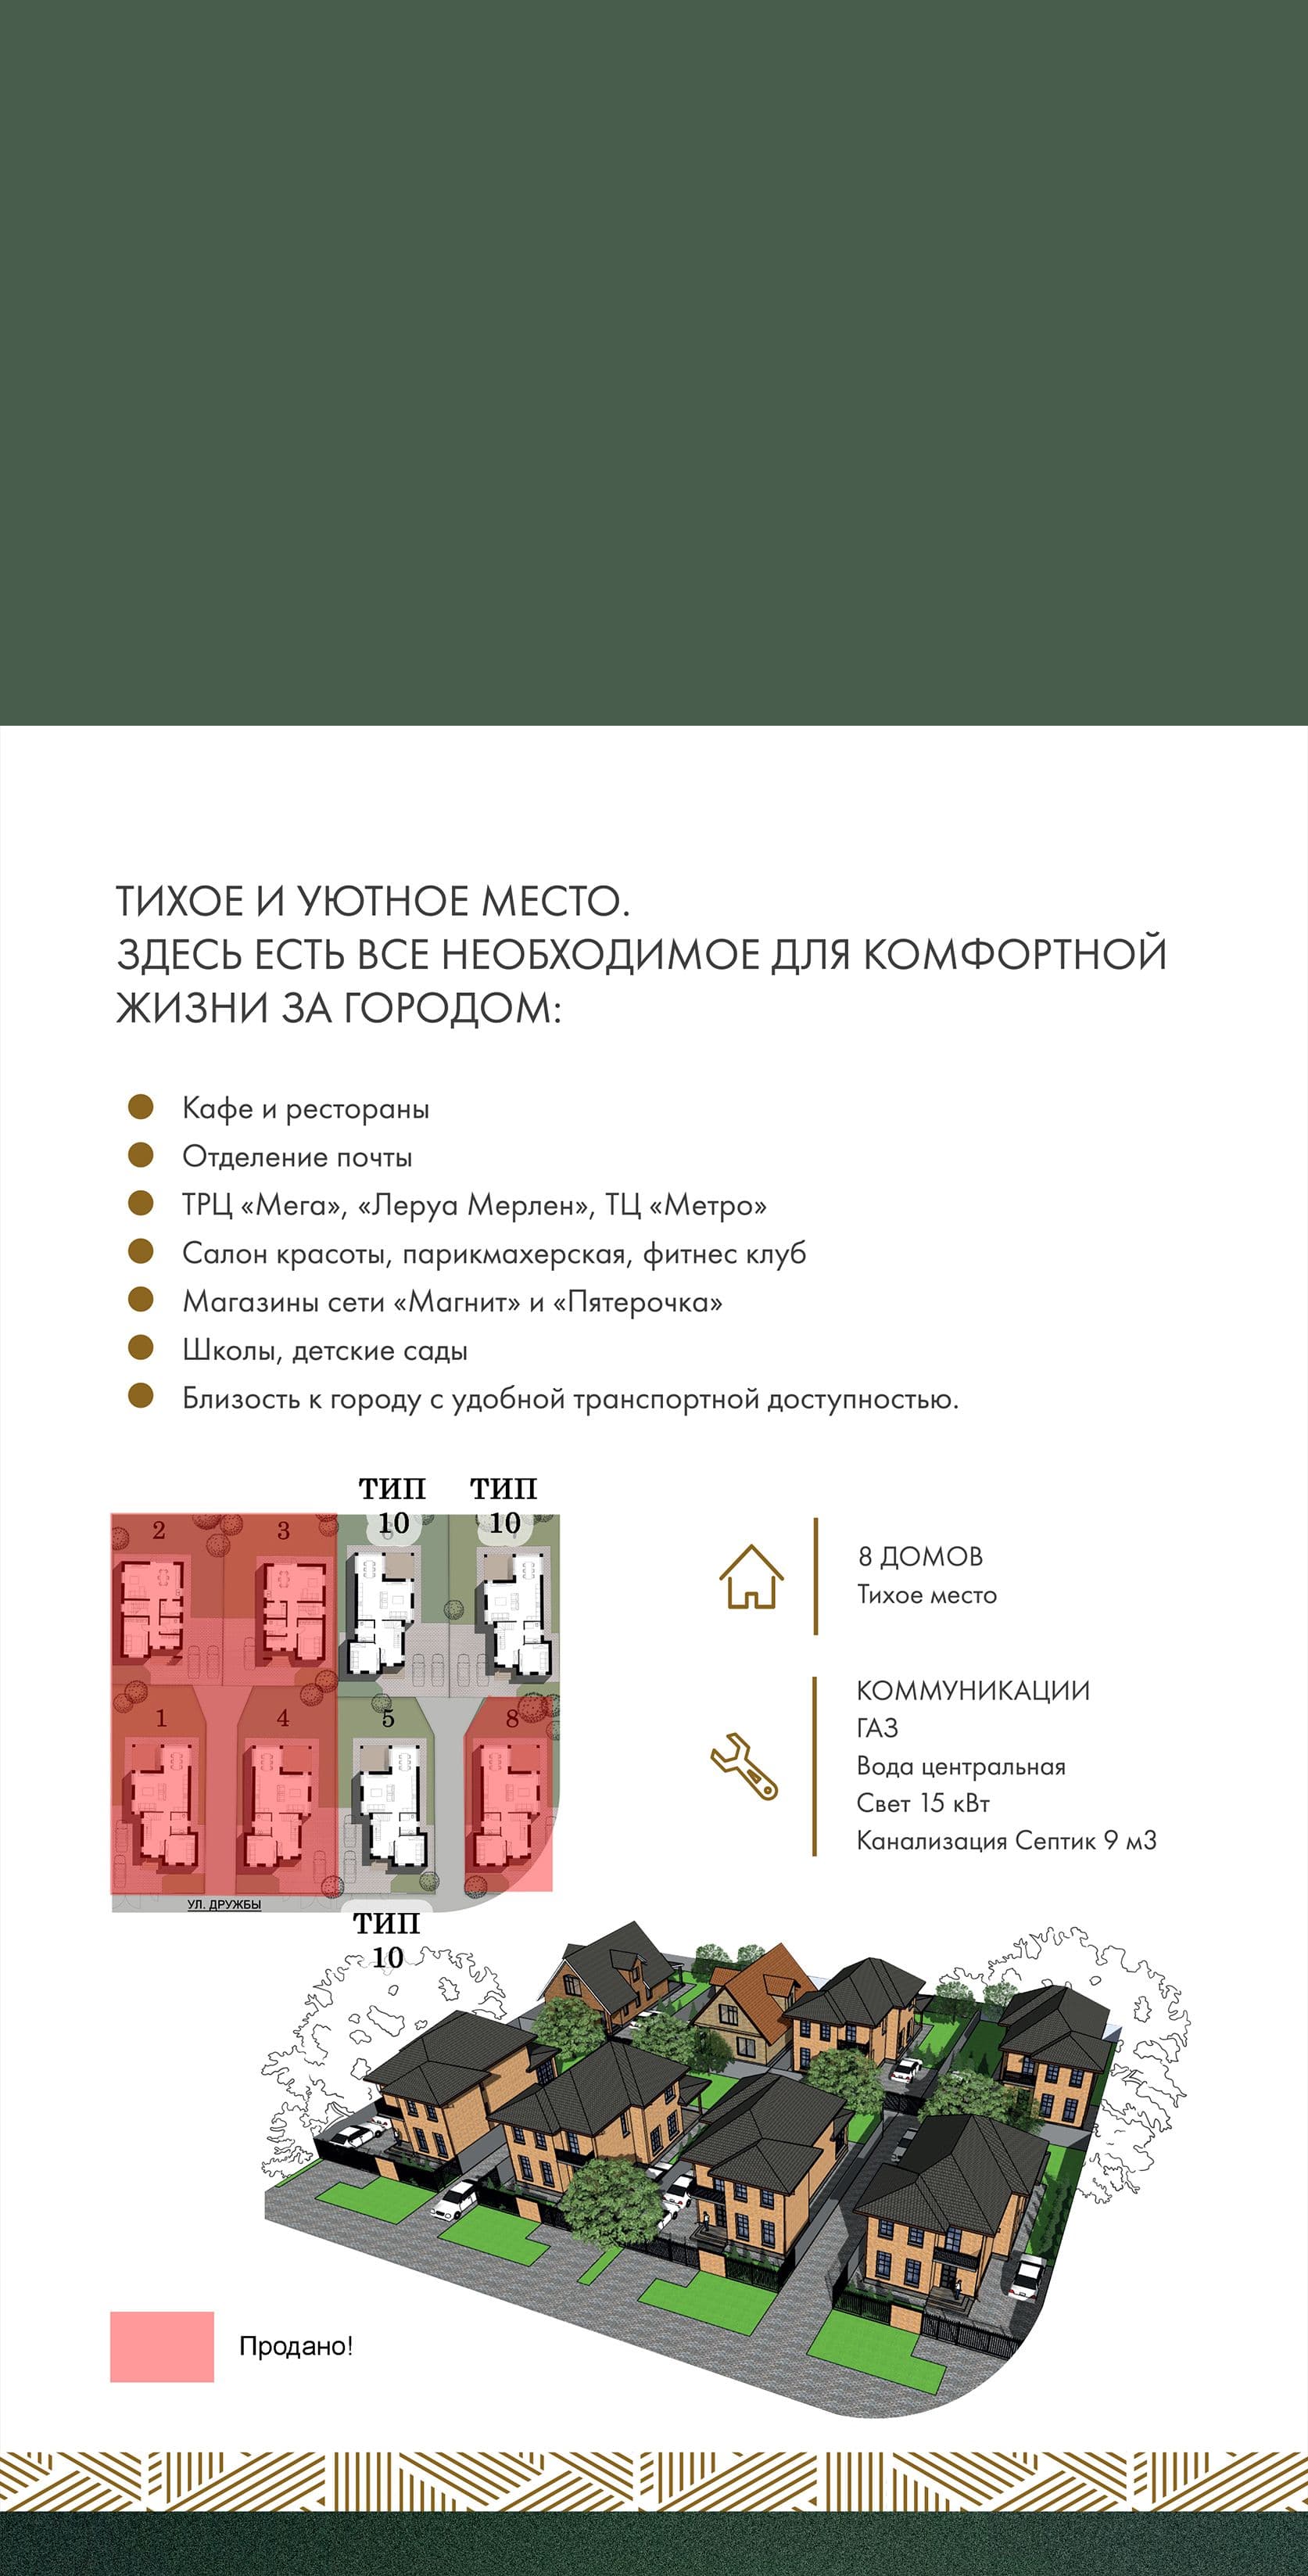 ТИХОЕ И УЮТНОЕ МЕСТО.
ЗДЕСЬ ЕСТЬ ВСЕ НЕОБХОДИМОЕ ДЛЯ КОМФОРТНОЙ
ЖИЗНИ ЗА ГОРОДОМ:
Кафе и рестораны
Отделение почты
ТРЦ «Мега», «Леруа Мерлен», ТЦ «Метро»
Салон красоты, парикмахерская, фитнес клуб
Магазины сети «Магнит» и «Пятерочка»
Школы, детские сады
Близость к городу с удобной транспортной доступностью.
ТИП ТИП
10 10
2 3
1 4 5 8
УЛ. ДРУЖБЫ
ТИП
10
8 ДОМОВ
Тихое место
КОММУНИКАЦИИ
ГАЗ
Вода центральная
Свет 15 кВт
Канализация Септик 9 м3
Продано!